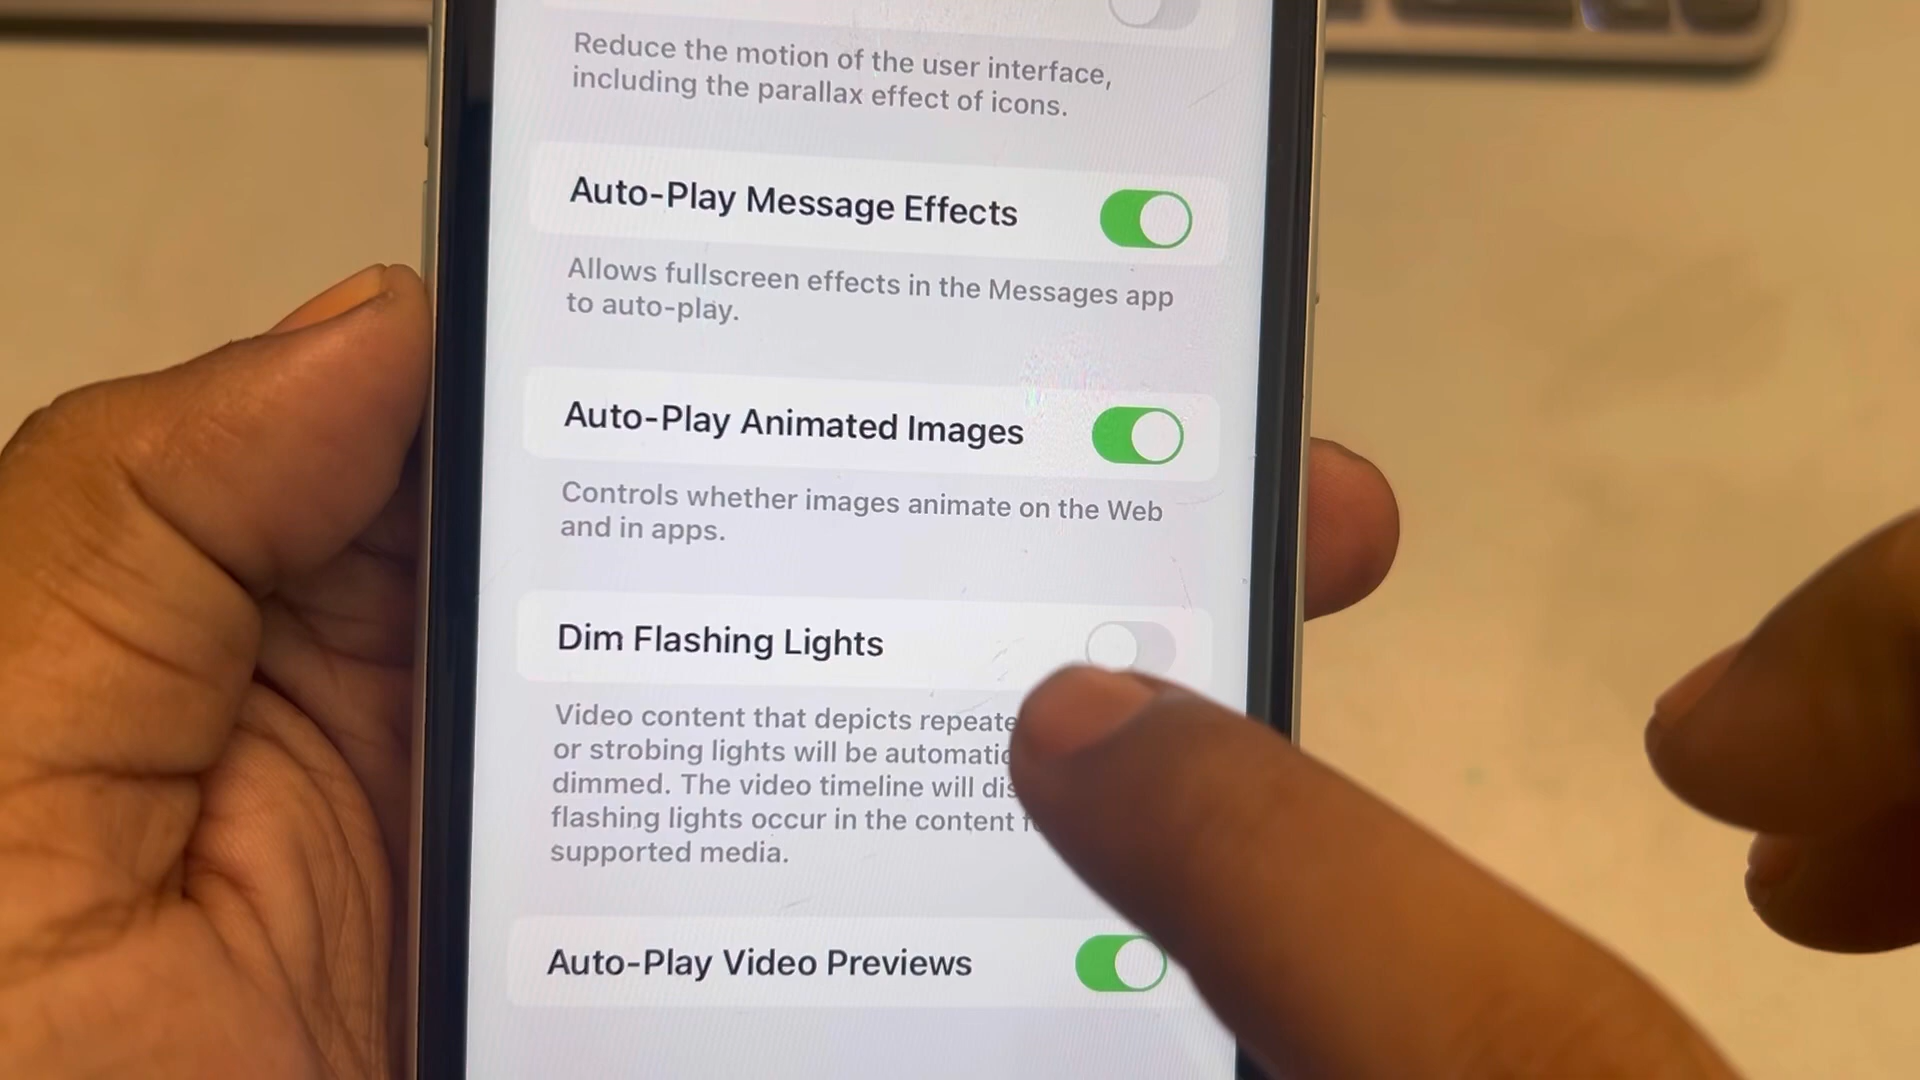 Reduce the motion of the user interface,
including the parallax effect of icons.
Auto-Play Message Effects
Allows fullscreen effects in the Messages app
to auto-play.
Auto-Play Animated Images
Controls whether images animate on the Web
and in apps.
Dim Flashing Lights
Video content that depicts
or strobing lights will be
dimmed. The video timeline will
flashing lights occur in the content
supported media.
Auto-Play Video Previews